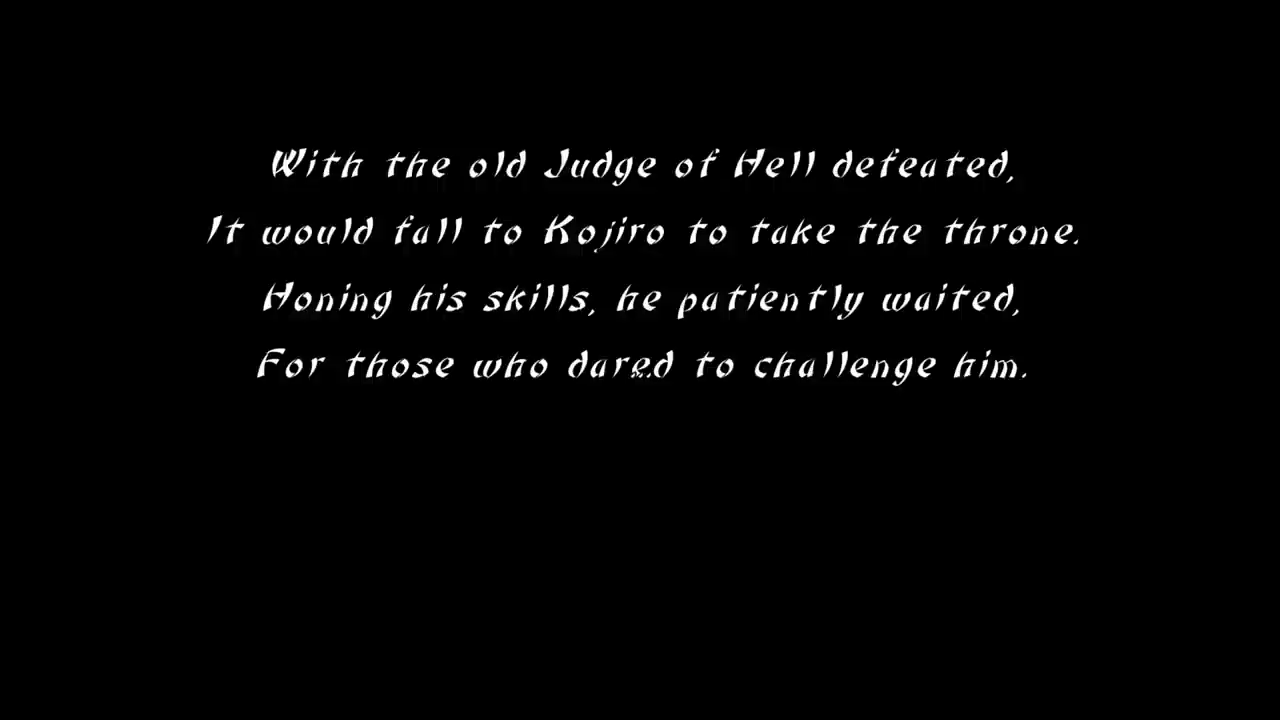 With the old Judge of Hell defeated,
It would fall to Kojiro to take the throne.
Honing his skills, he patiently waited,
For those who dared to challenge him.